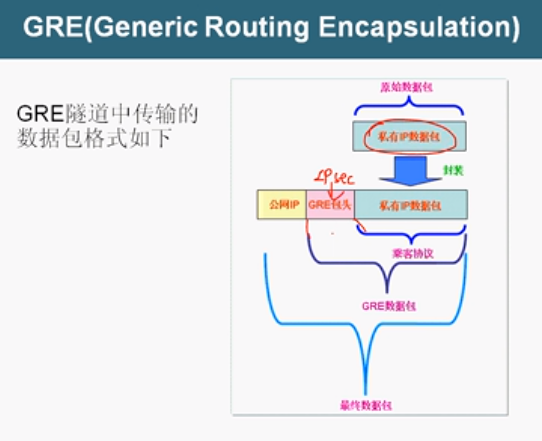 GRE(Generic Routing Encapsulation)
GRE隧道中传输的
数据包格式如下
原始数据包
私有IP数据包
封装
IPsec
公网IP
GRE包头
私有IP数据包
乘客协议
GRE数据包
最终数据包